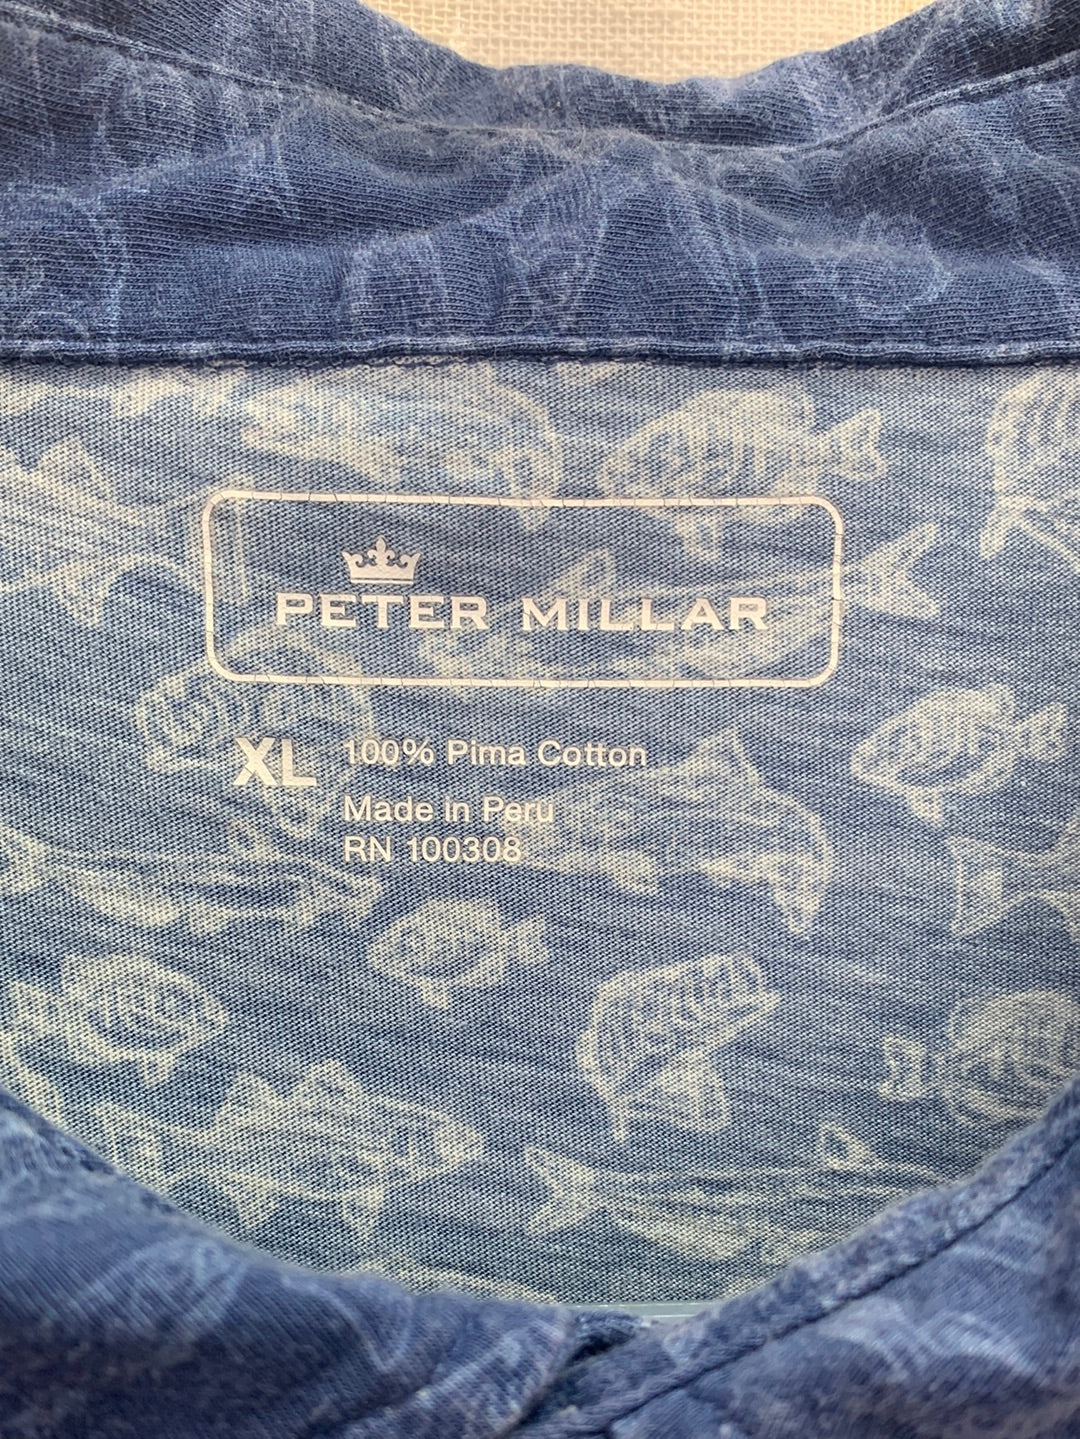 PETER MILLAR
XL 100% Pima Cotton
Made in Peru
RN 100308